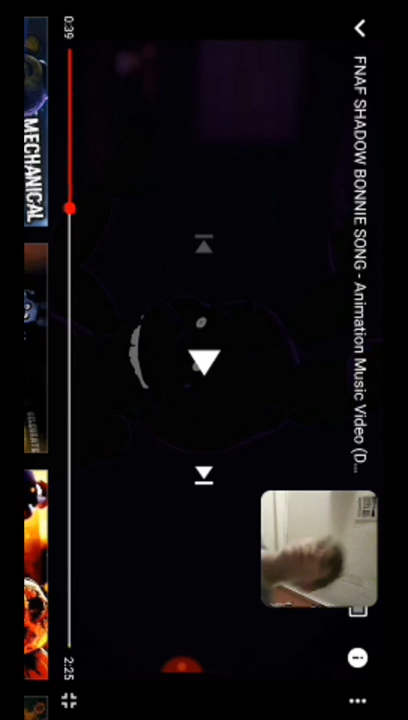 FNAF SHADOW BONNIE SONG - Animation Music Video (D...
0:39
2:25
MECHANICAL